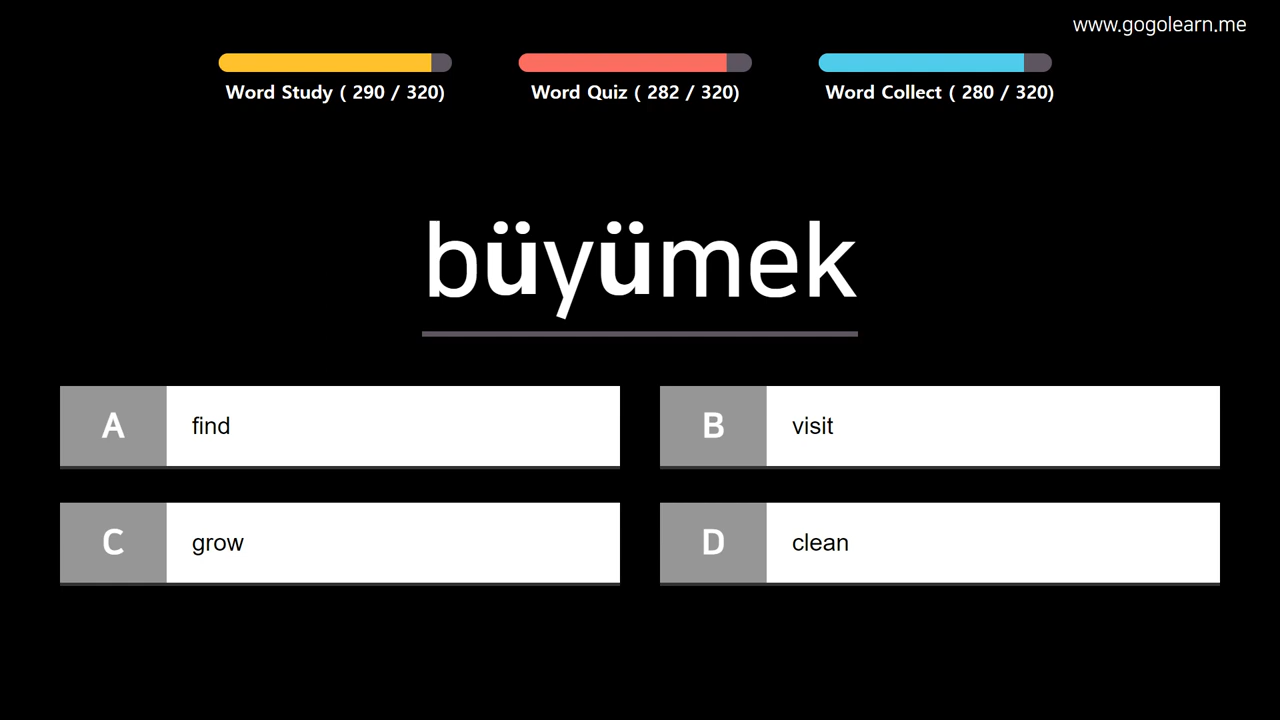 www.gogolearn.me
Word Study ( 290 / 320)
Word Quiz ( 282 / 320)
Word Collect ( 280 / 320)
büyümek
A find
B visit
C grow
D clean